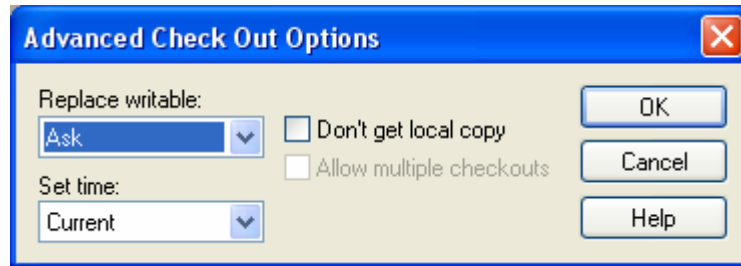 Advanced Check Out Options
Replace writable:
Ask
Set time:
Current
Don't get local copy
Allow multiple checkouts
OK
Cancel
Help